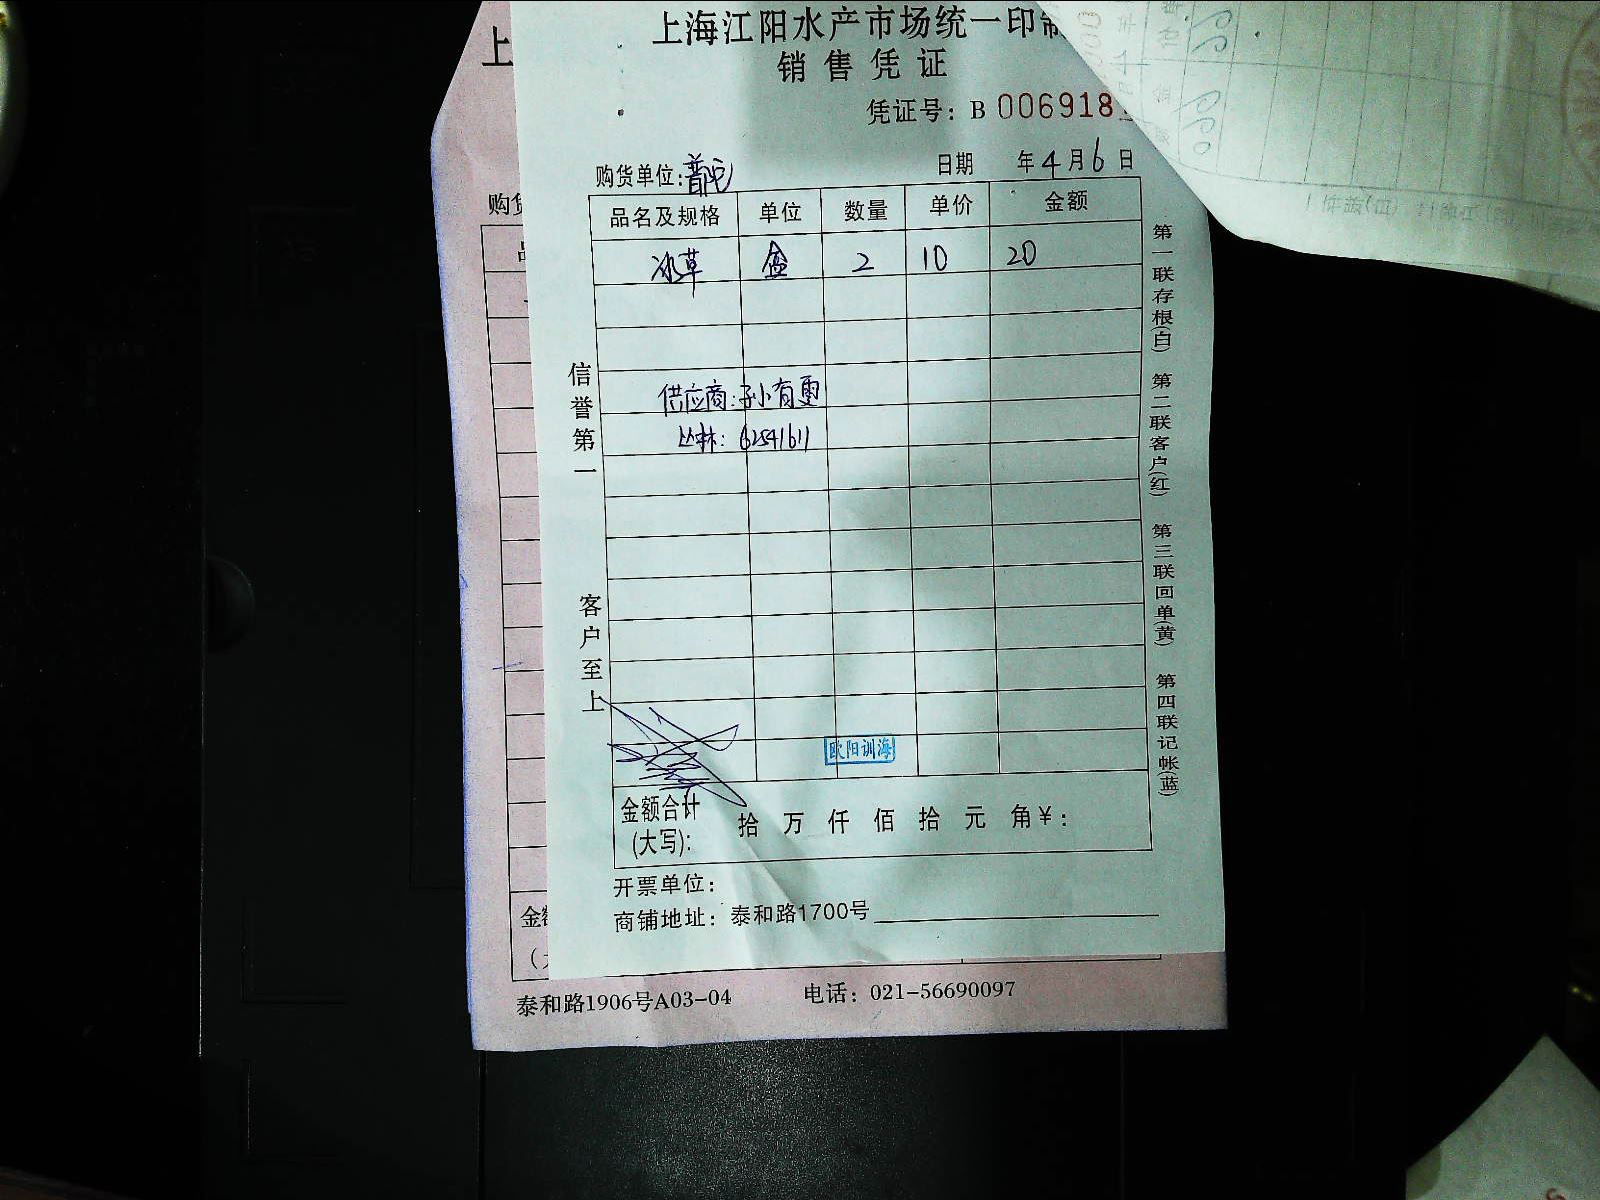 上海江阳水产市场统一印制
销售凭证
凭证号：B 006918
购货单位：普陀
日期 年4月6日
品名及规格 单位 数量 单价 金额
冰草 盒 2 10 20
供应商：孙小有
62541611
信誉第一
客户至上
第一联存根(白) 第二联客户(红) 第三联回单(黄) 第四联记帐(蓝)
欧阳训海
金额合计 拾 万 仟 佰 拾 元 角￥：
(大写)：
开票单位：
商铺地址：泰和路1700号
上
购货
金额
泰和路1906号A03-04 电话：021-56690097